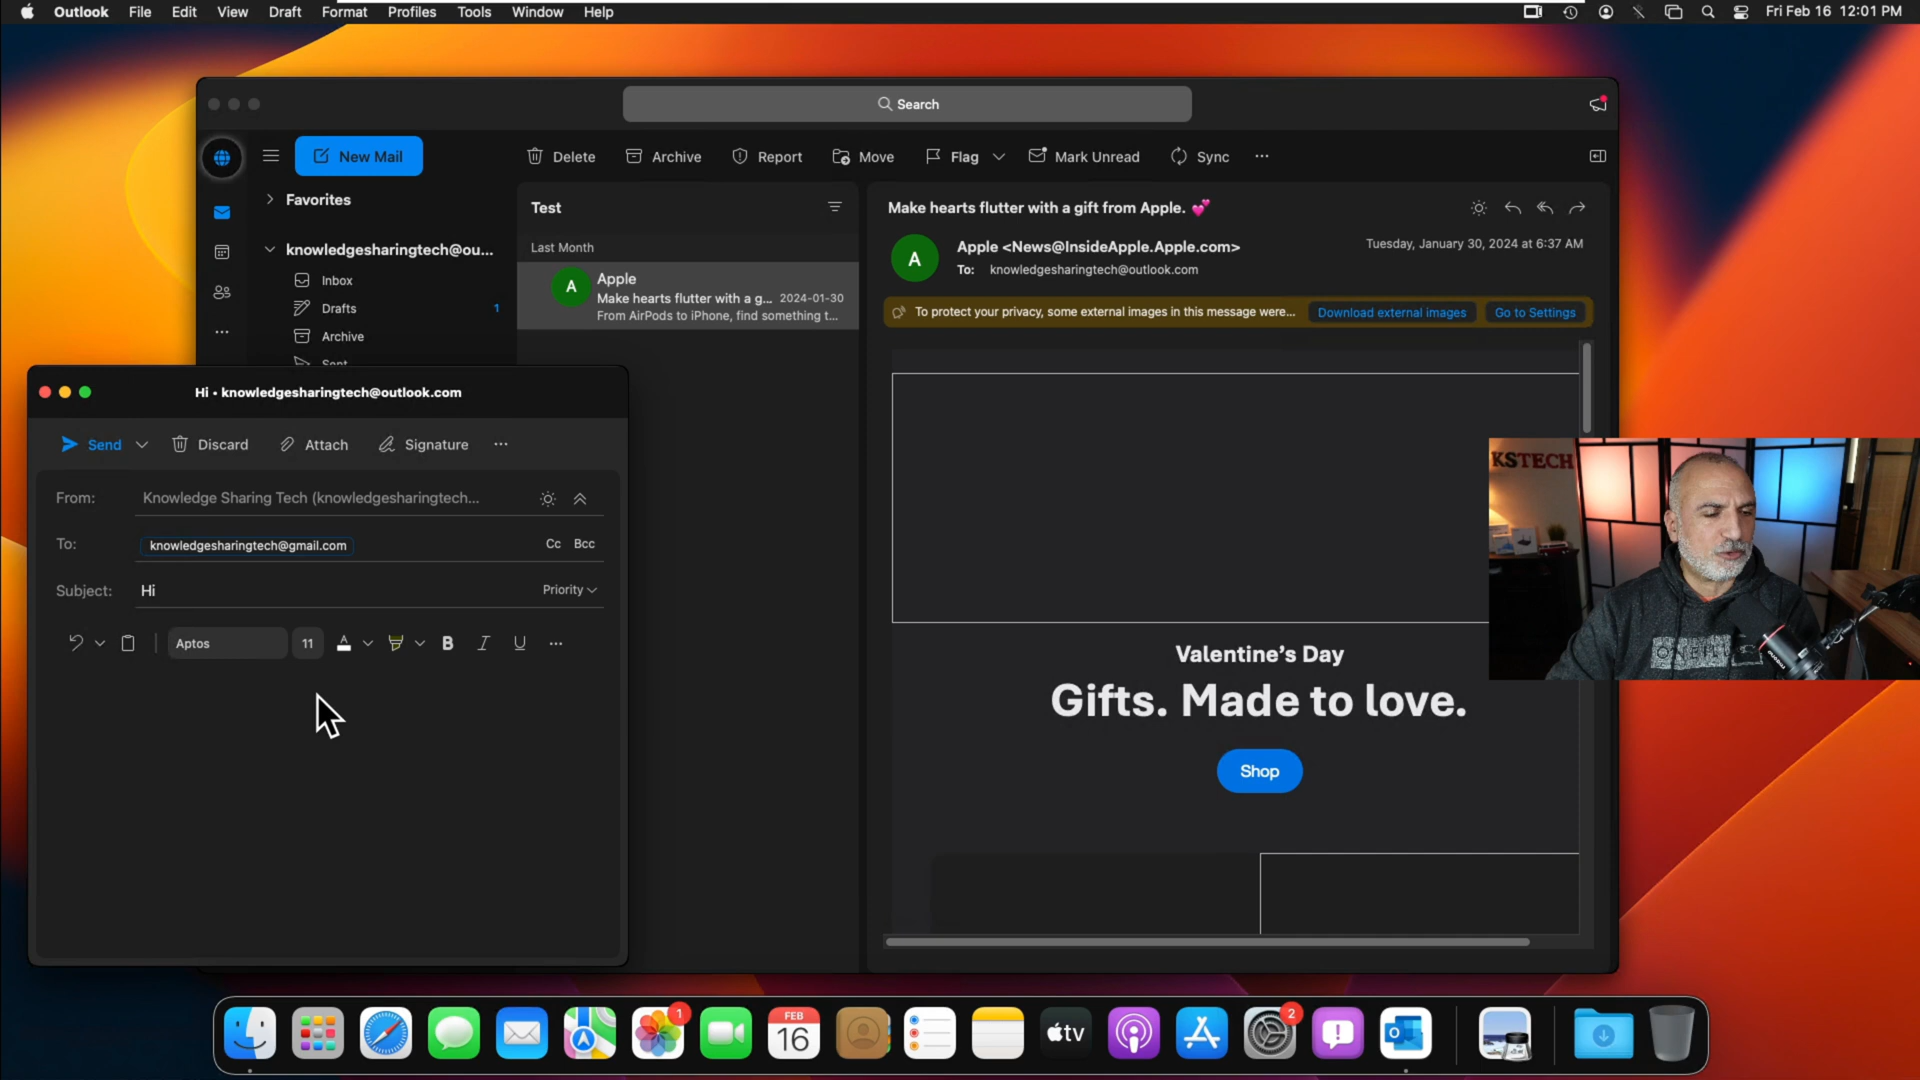 Outlook File Edit View Draft Format Profiles Tools Window Help
Fri Feb 16 12:01 PM
Search
New Mail
Delete Archive Report Move Flag Mark Unread Sync
Favorites
knowledgesharingtech@ou...
Inbox
Drafts 1
Archive
Sent
Test
Last Month
A
Apple
Make hearts flutter with a g... 2024-01-30
From AirPods to iPhone, find something t...
Make hearts flutter with a gift from Apple. 💕
A
Apple <News@InsideApple.Apple.com>
Tuesday, January 30, 2024 at 6:37 AM
To: knowledgesharingtech@outlook.com
To protect your privacy, some external images in this message were... Download external images Go to Settings
Valentine's Day
Gifts. Made to love.
Shop
Hi • knowledgesharingtech@outlook.com
Send Discard Attach Signature
From: Knowledge Sharing Tech (knowledgesharingtech...
To: knowledgesharingtech@gmail.com Cc Bcc
Subject: Hi Priority
Aptos 11 A B I U
KSTECH
O'NEILL
1
FEB
16
tv
2